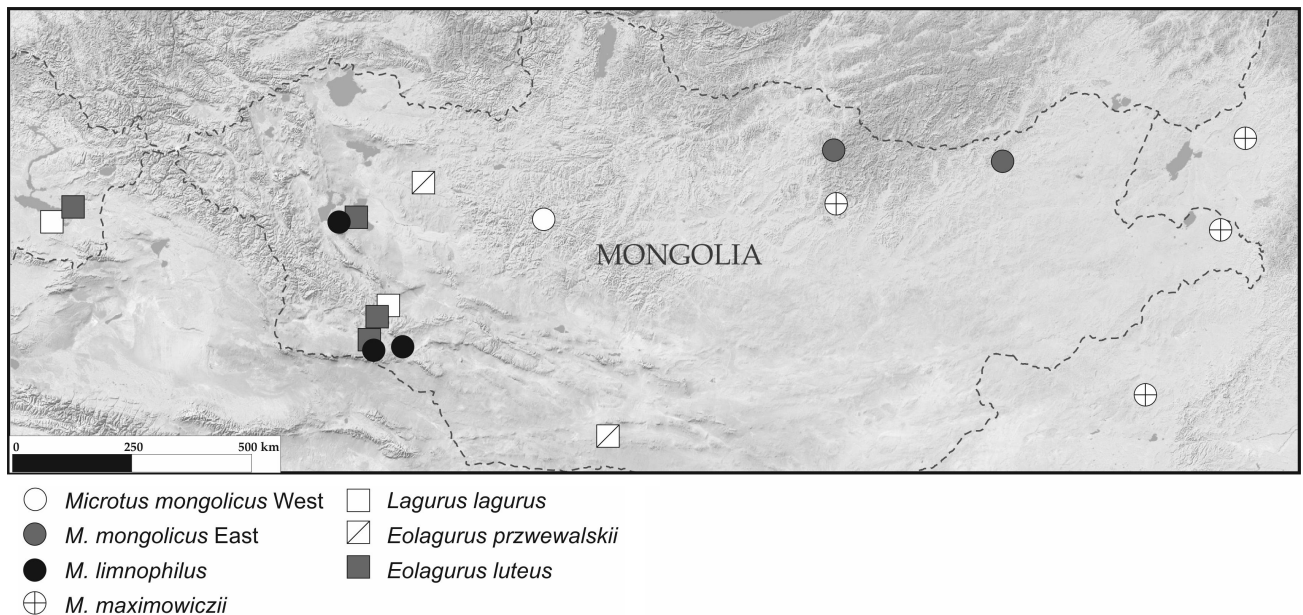 MONGOLIA
0 250 500 km
Microtus mongolicus West
M. mongolicus East
M. limnophilus
M. maximowiczii
Lagurus lagurus
Eolagurus przwewalskii
Eolagurus luteus